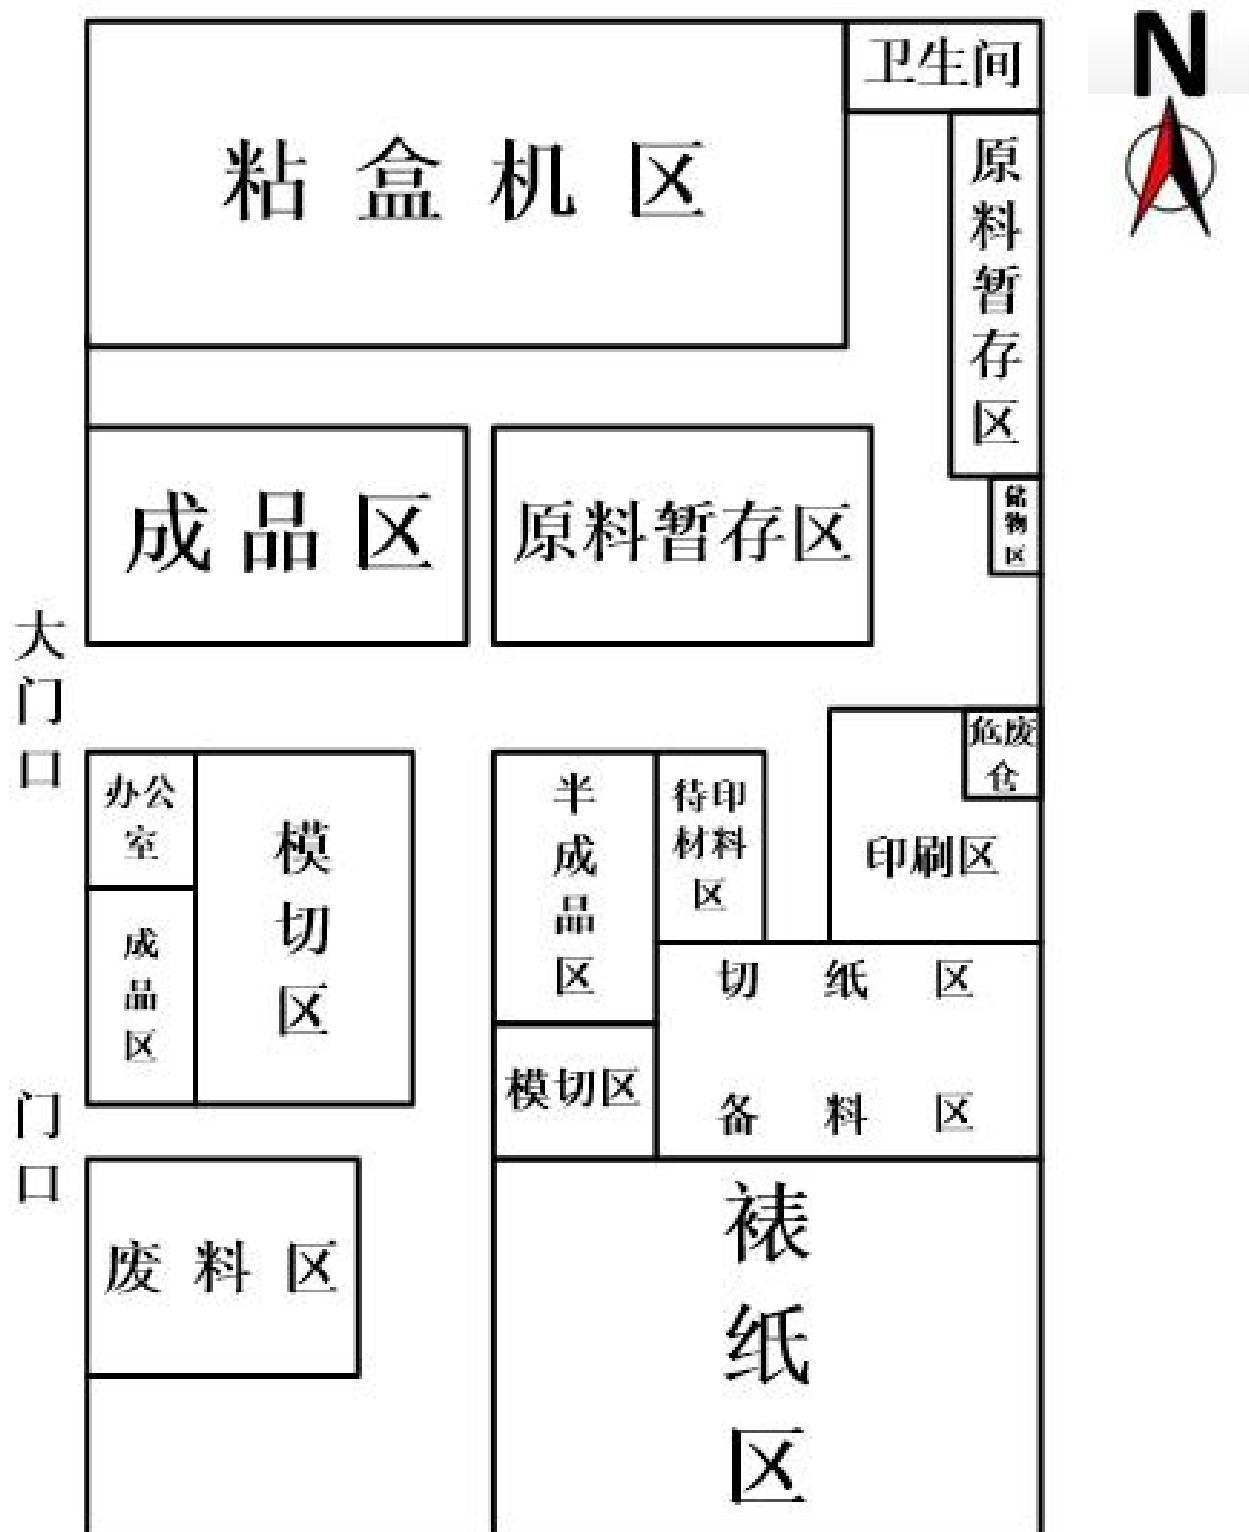 N
卫生间
粘盒机区
原料暂存区
成品区
原料暂存区
储物区
大门口
危废仓
办公室
模切区
半成品区
待印材料区
印刷区
成品区
切纸区
模切区
备料区
门口
废料区
裱纸区